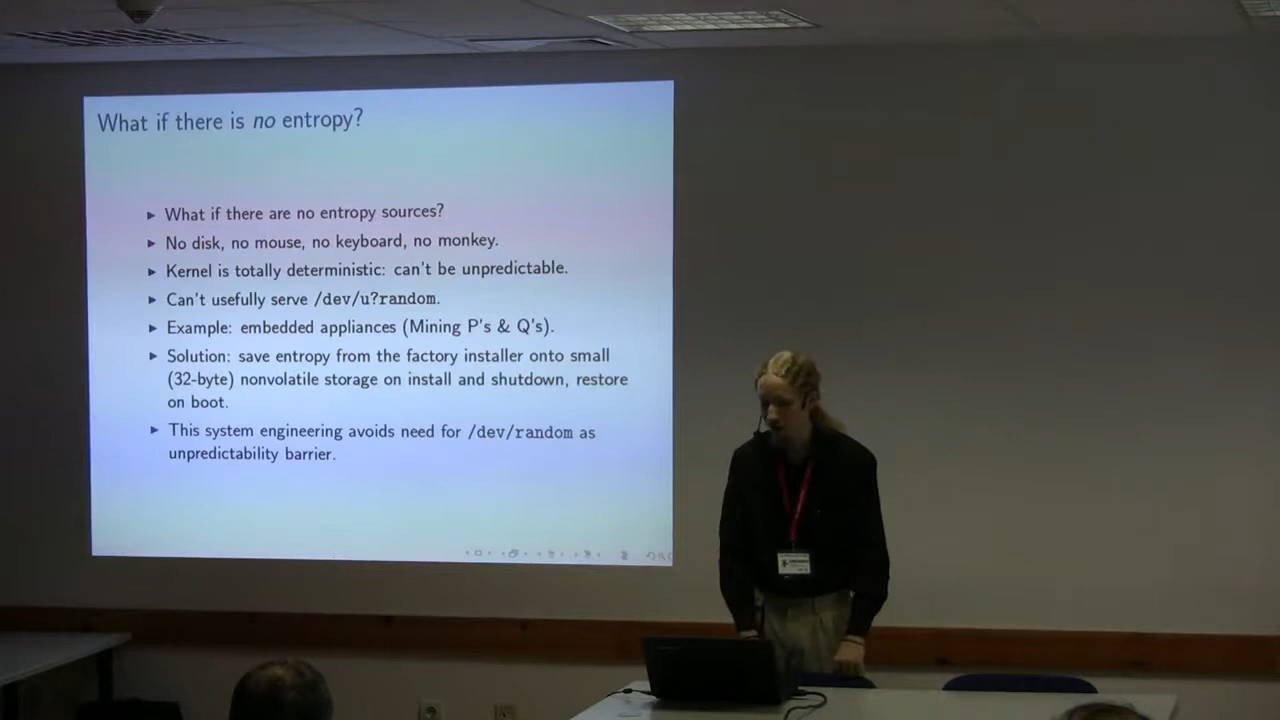 What if there is no entropy?
▶ What if there are no entropy sources?
▶ No disk, no mouse, no keyboard, no monkey.
▶ Kernel is totally deterministic: can't be unpredictable.
▶ Can't usefully serve /dev/u?random.
▶ Example: embedded appliances (Mining P's & Q's).
▶ Solution: save entropy from the factory installer onto small
(32-byte) nonvolatile storage on install and shutdown, restore
on boot.
▶ This system engineering avoids need for /dev/random as
unpredictability barrier.